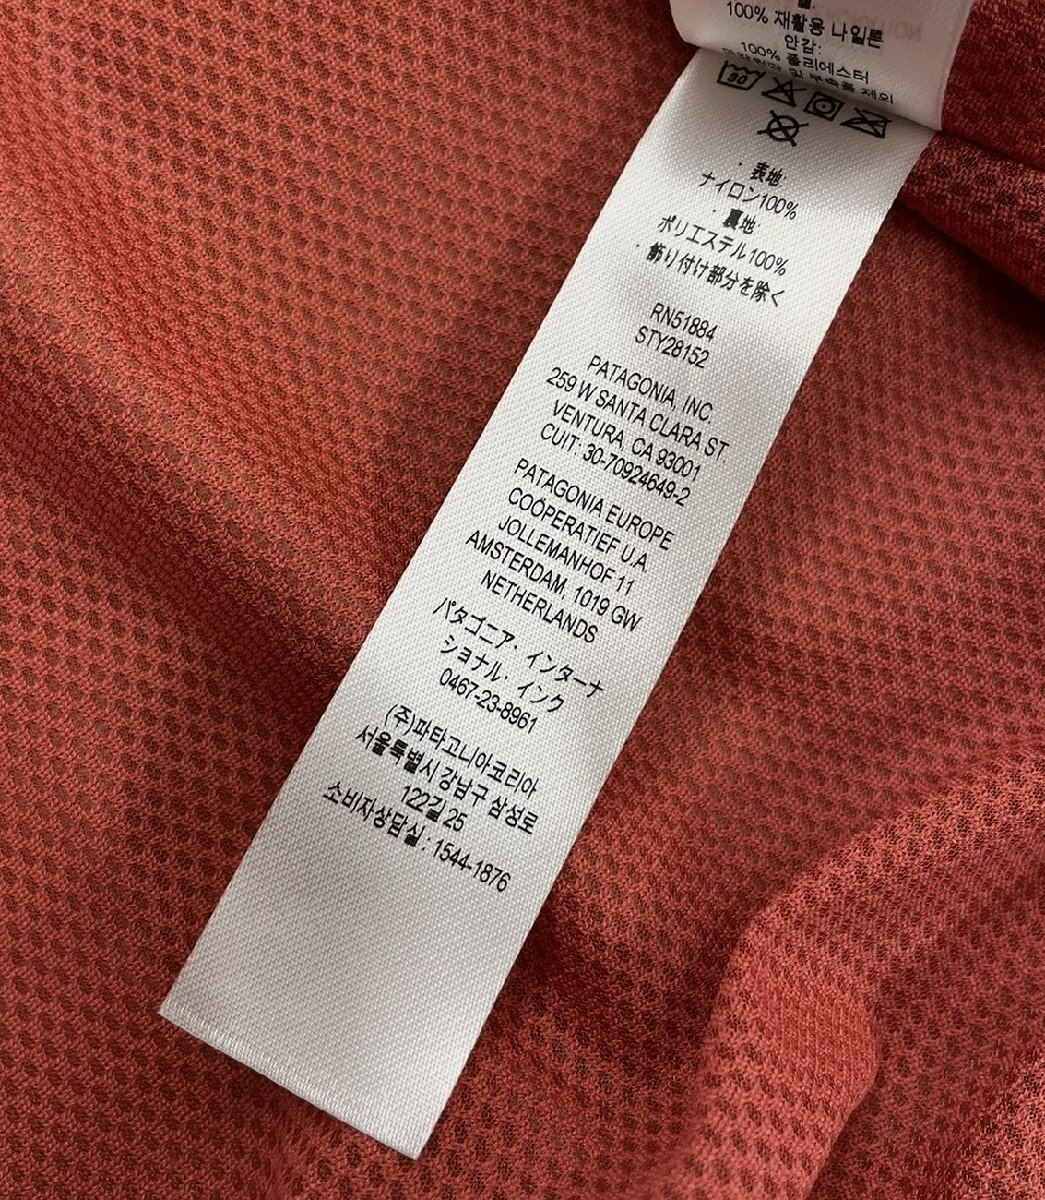 100% 재활용 나일론
안감:
100% 폴리에스터
30
・表地:
ナイロン100%
・裏地:
ポリエステル100%
・飾り付け部分を除く
RN51884
STY28152
PATAGONIA, INC.
259 W SANTA CLARA ST.
VENTURA, CA 93001
CUIT: 30-70924649-2
PATAGONIA EUROPE
COÖPERATIEF U.A
JOLLEMANHOF 11
AMSTERDAM, 1019 GW
NETHERLANDS
パタゴニア・インターナ
ショナル・インク
0467-23-8961
(주)파타고니아코리아
서울특별시 강남구 삼성로
122길 25
소비자상담실 : 1544-1876